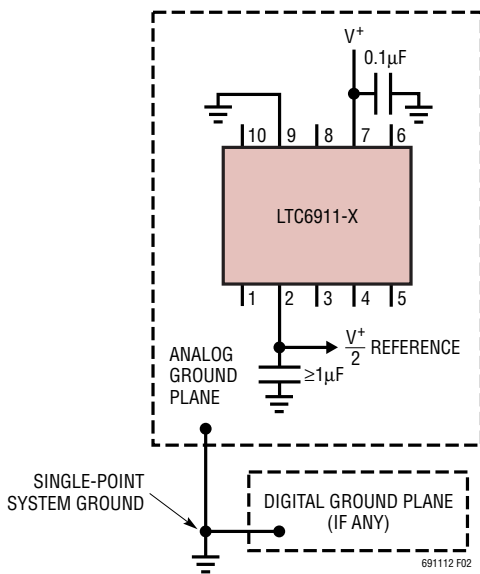 V+
0.1µF
10 9 8 7 6
LTC6911-X
1 2 3 4 5
V+
2
REFERENCE
≥1µF
ANALOG
GROUND
PLANE
SINGLE-POINT
SYSTEM GROUND
DIGITAL GROUND PLANE
(IF ANY)
691112 F02